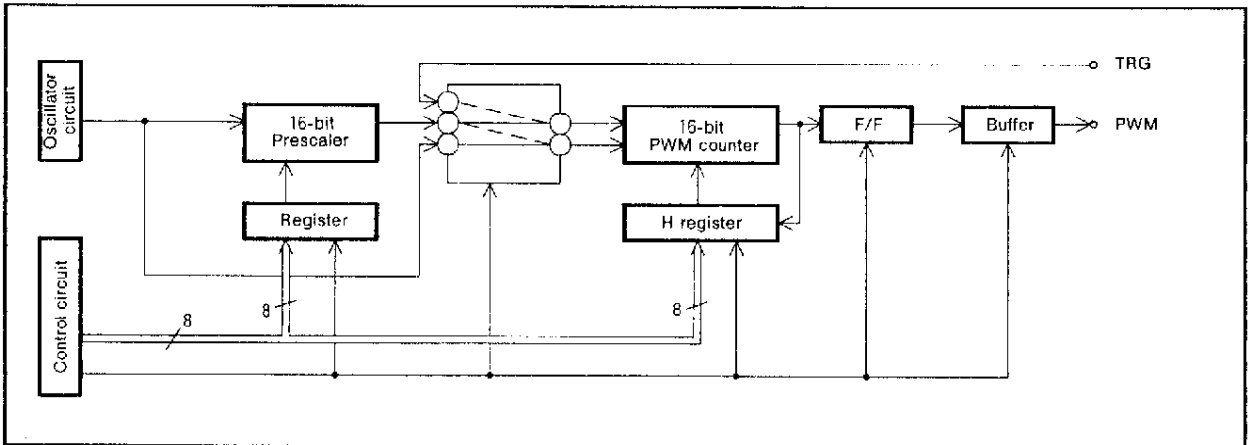 TRG
Oscillator
circuit
16-bit
Prescaler
16-bit
PWM counter
F/F
Buffer
PWM
Register
H register
Control circuit
8
8
8